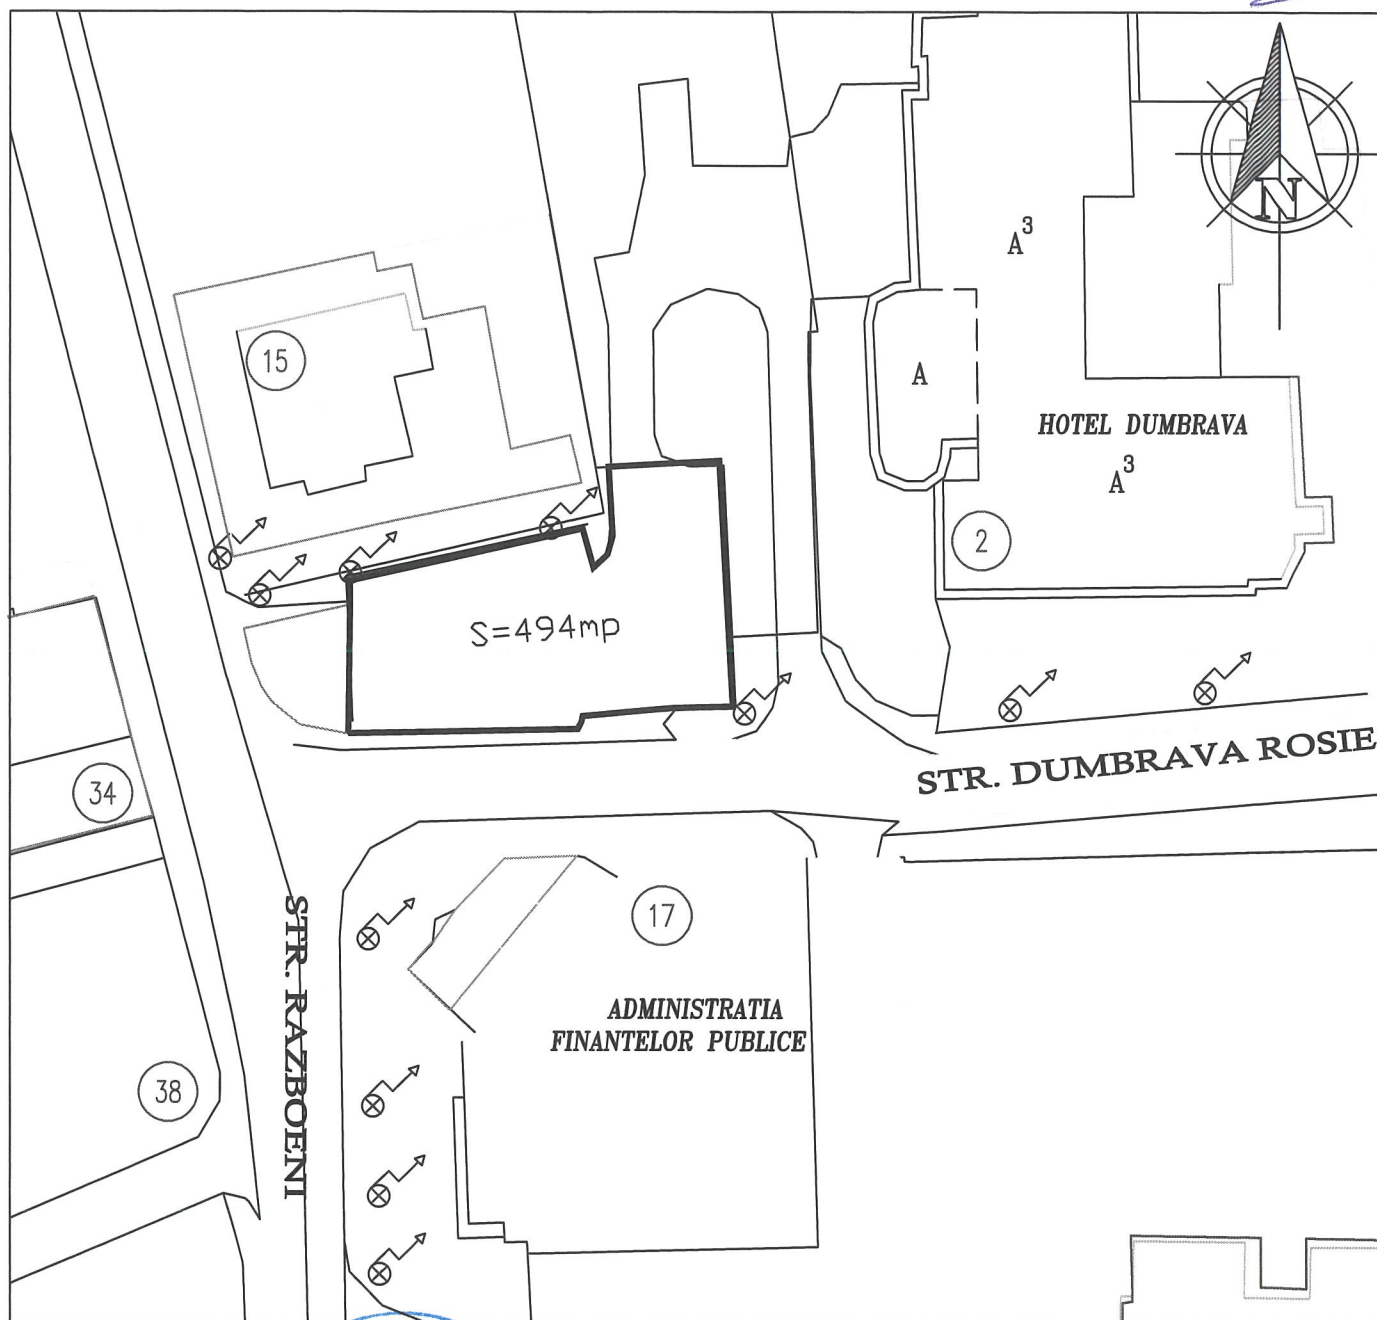 N
A³
15
A
HOTEL DUMBRAVA
A³
2
S=494mp
STR. DUMBRAVA ROSIE
34
17
STR. RAZBOENI
ADMINISTRATIA
FINANTELOR PUBLICE
38